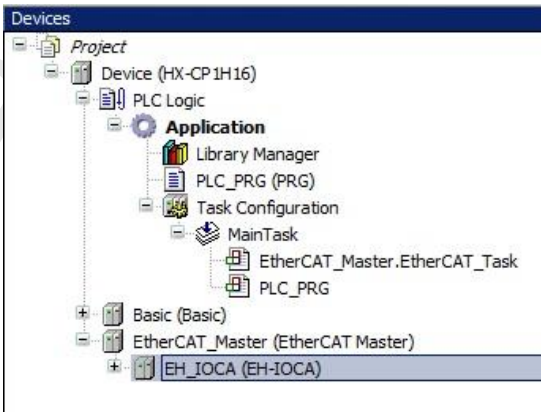 Devices
Project
Device (HX-CP1H16)
PLC Logic
Application
Library Manager
PLC_PRG (PRG)
Task Configuration
MainTask
EtherCAT_Master.EtherCAT_Task
PLC_PRG
Basic (Basic)
EtherCAT_Master (EtherCAT Master)
EH_IOCA (EH-IOCA)